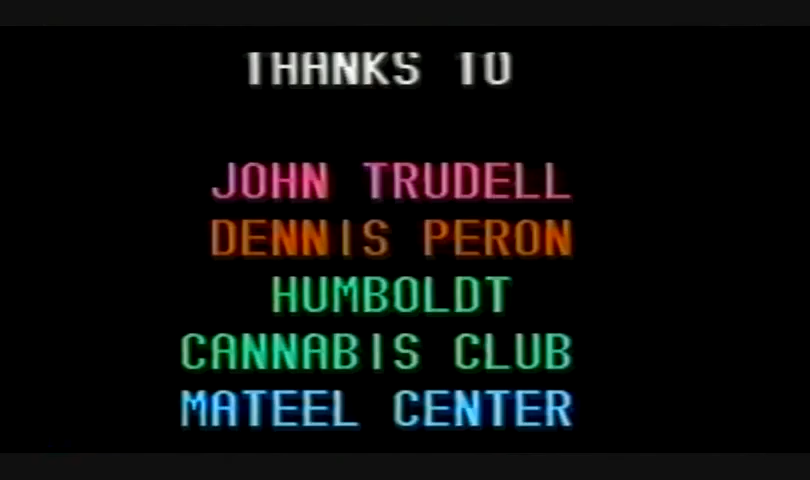 THANKS TO
JOHN TRUDELL
DENNIS PERON
HUMBOLDT
CANNABIS CLUB
MATEEL CENTER